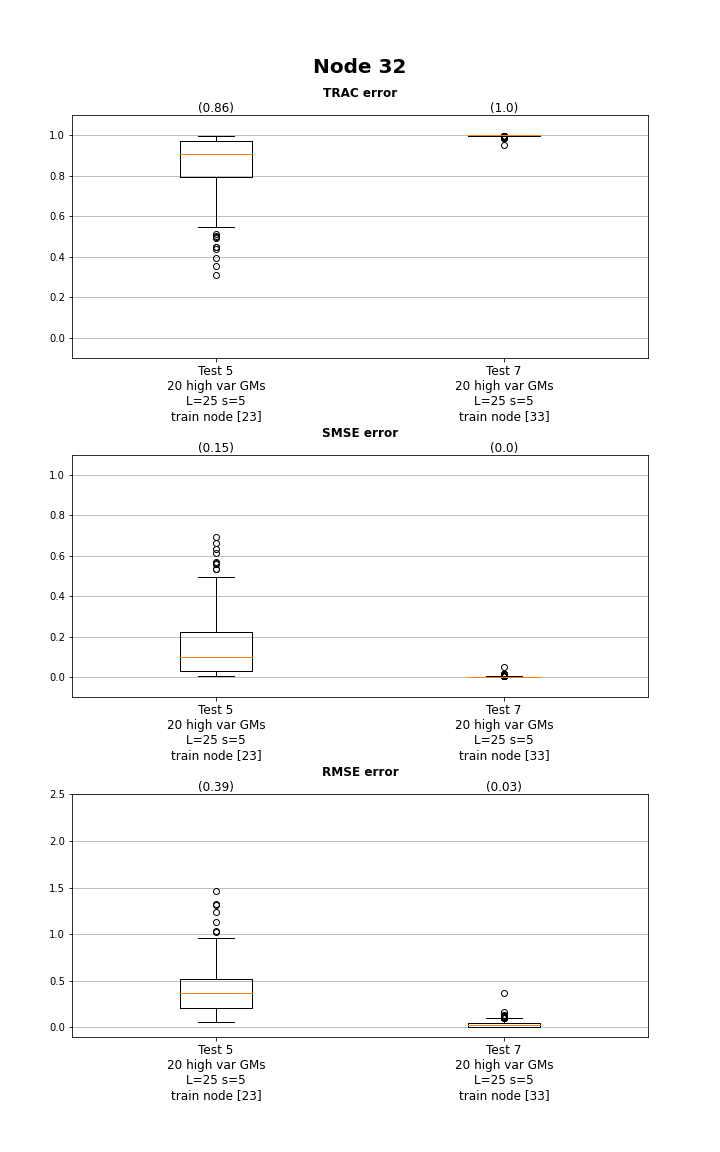 Node 32
TRAC error
(0.86) (1.0)
1.0
0.8
0.6
0.4
0.2
0.0
Test 5 Test 7
20 high var GMs 20 high var GMs
L=25 s=5 L=25 s=5
train node [23] train node [33]
SMSE error
(0.15) (0.0)
1.0
0.8
0.6
0.4
0.2
0.0
Test 5 Test 7
20 high var GMs 20 high var GMs
L=25 s=5 L=25 s=5
train node [23] train node [33]
RMSE error
(0.39) (0.03)
2.5
2.0
1.5
1.0
0.5
0.0
Test 5 Test 7
20 high var GMs 20 high var GMs
L=25 s=5 L=25 s=5
train node [23] train node [33]